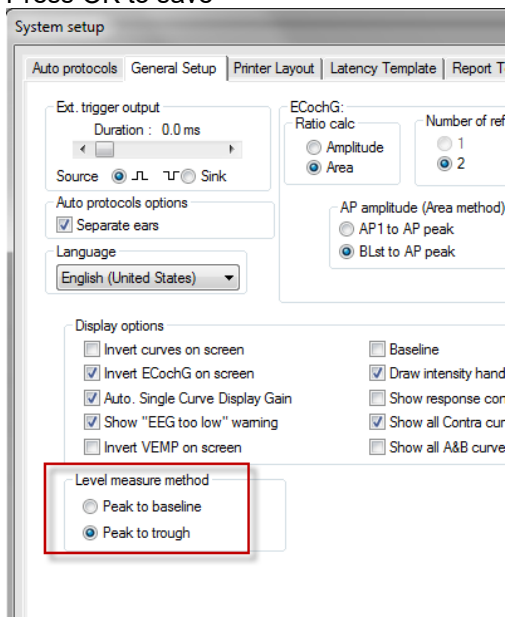 Press OK to save
System setup
Auto protocols General Setup Printer Layout Latency Template Report T
Ext. trigger output
Duration : 0.0 ms
Source Sink
Auto protocols options
Separate ears
Language
English (United States)
ECochG:
Ratio calc
Amplitude
Area
Number of ref
1
2
AP amplitude (Area method)
AP1 to AP peak
BLst to AP peak
Display options
Invert curves on screen
Invert ECochG on screen
Auto. Single Curve Display Gain
Show "EEG too low" warning
Invert VEMP on screen
Baseline
Draw intensity hand
Show response con
Show all Contra cur
Show all A&B curve
Level measure method
Peak to baseline
Peak to trough